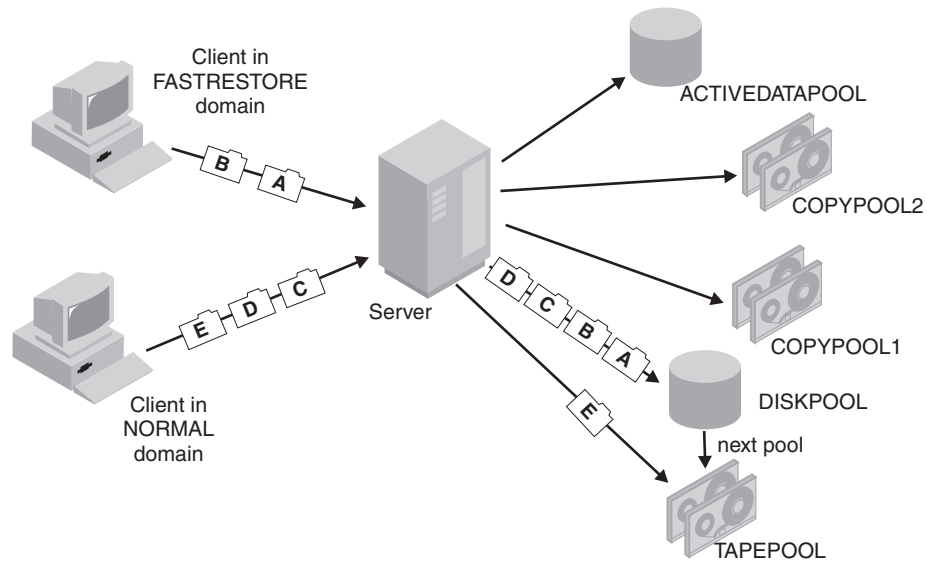 Client in
FASTRESTORE
domain
B
A
ACTIVEDATAPOOL
COPYPOOL2
E
D
C
Server
D
C
B
A
COPYPOOL1
Client in
NORMAL
domain
E
DISKPOOL
next pool
TAPEPOOL